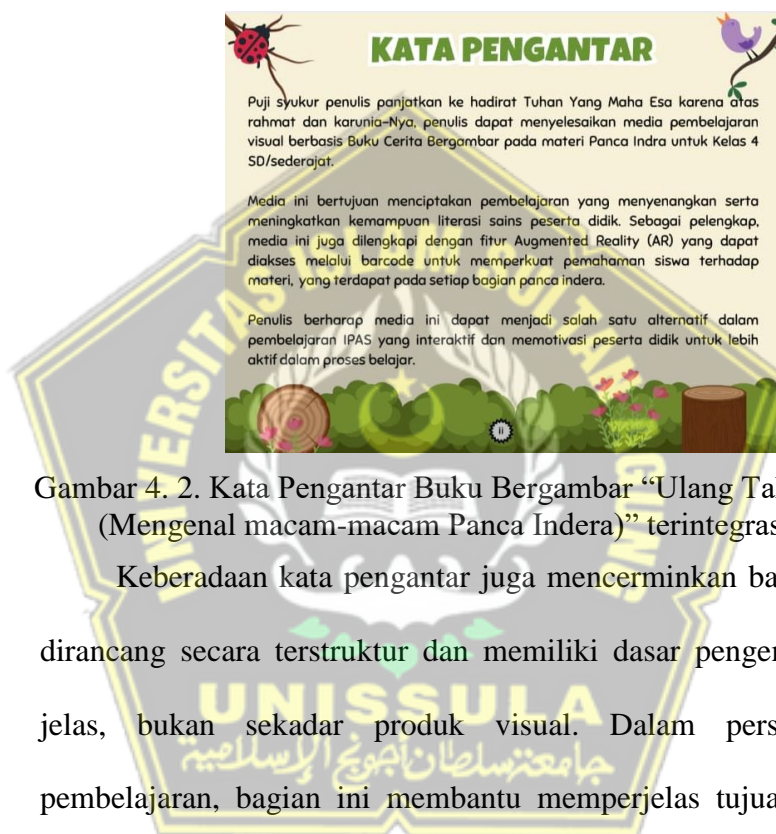 KATA PENGANTAR
Puji syukur penulis panjatkan ke hadirat Tuhan Yang Maha Esa karena atas
rahmat dan karunia-Nya, penulis dapat menyelesaikan media pembelajaran
visual berbasis Buku Cerita Bergambar pada materi Panca Indra untuk Kelas 4
SD/sederajat.
Media ini bertujuan menciptakan pembelajaran yang menyenangkan serta
meningkatkan kemampuan literasi sains peserta didik. Sebagai pelengkap,
media ini juga dilengkapi dengan fitur Augmented Reality (AR) yang dapat
diakses melalui barcode untuk memperkuat pemahaman siswa terhadap
materi, yang terdapat pada setiap bagian panca indera.
Penulis berharap media ini dapat menjadi salah satu alternatif dalam
pembelajaran IPAS yang interaktif dan memotivasi peserta didik untuk lebih
aktif dalam proses belajar.
ii
Gambar 4. 2. Kata Pengantar Buku Bergambar “Ulang Ta
(Mengenal macam-macam Panca Indera)” terintegras
Keberadaan kata pengantar juga mencerminkan ba
dirancang secara terstruktur dan memiliki dasar penge
jelas, bukan sekadar produk visual. Dalam pers
pembelajaran, bagian ini membantu memperjelas tujua
UNIVERSITAS ISLAM SULTAN AGUNG
UNISSULA
جامعتسلطان أجونج الإسلامية